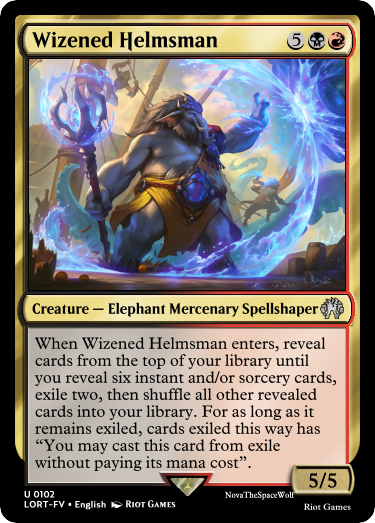 Wizened Helmsman 5
Creature — Elephant Mercenary Spellshaper
When Wizened Helmsman enters, reveal
cards from the top of your library until
you reveal six instant and/or sorcery cards,
exile two, then shuffle all other revealed
cards into your library. For as long as it
remains exiled, cards exiled this way has
“You may cast this card from exile
without paying its mana cost”.
5/5
U 0102
LORT-FV • English Riot Games
NovaTheSpaceWolf
Riot Games